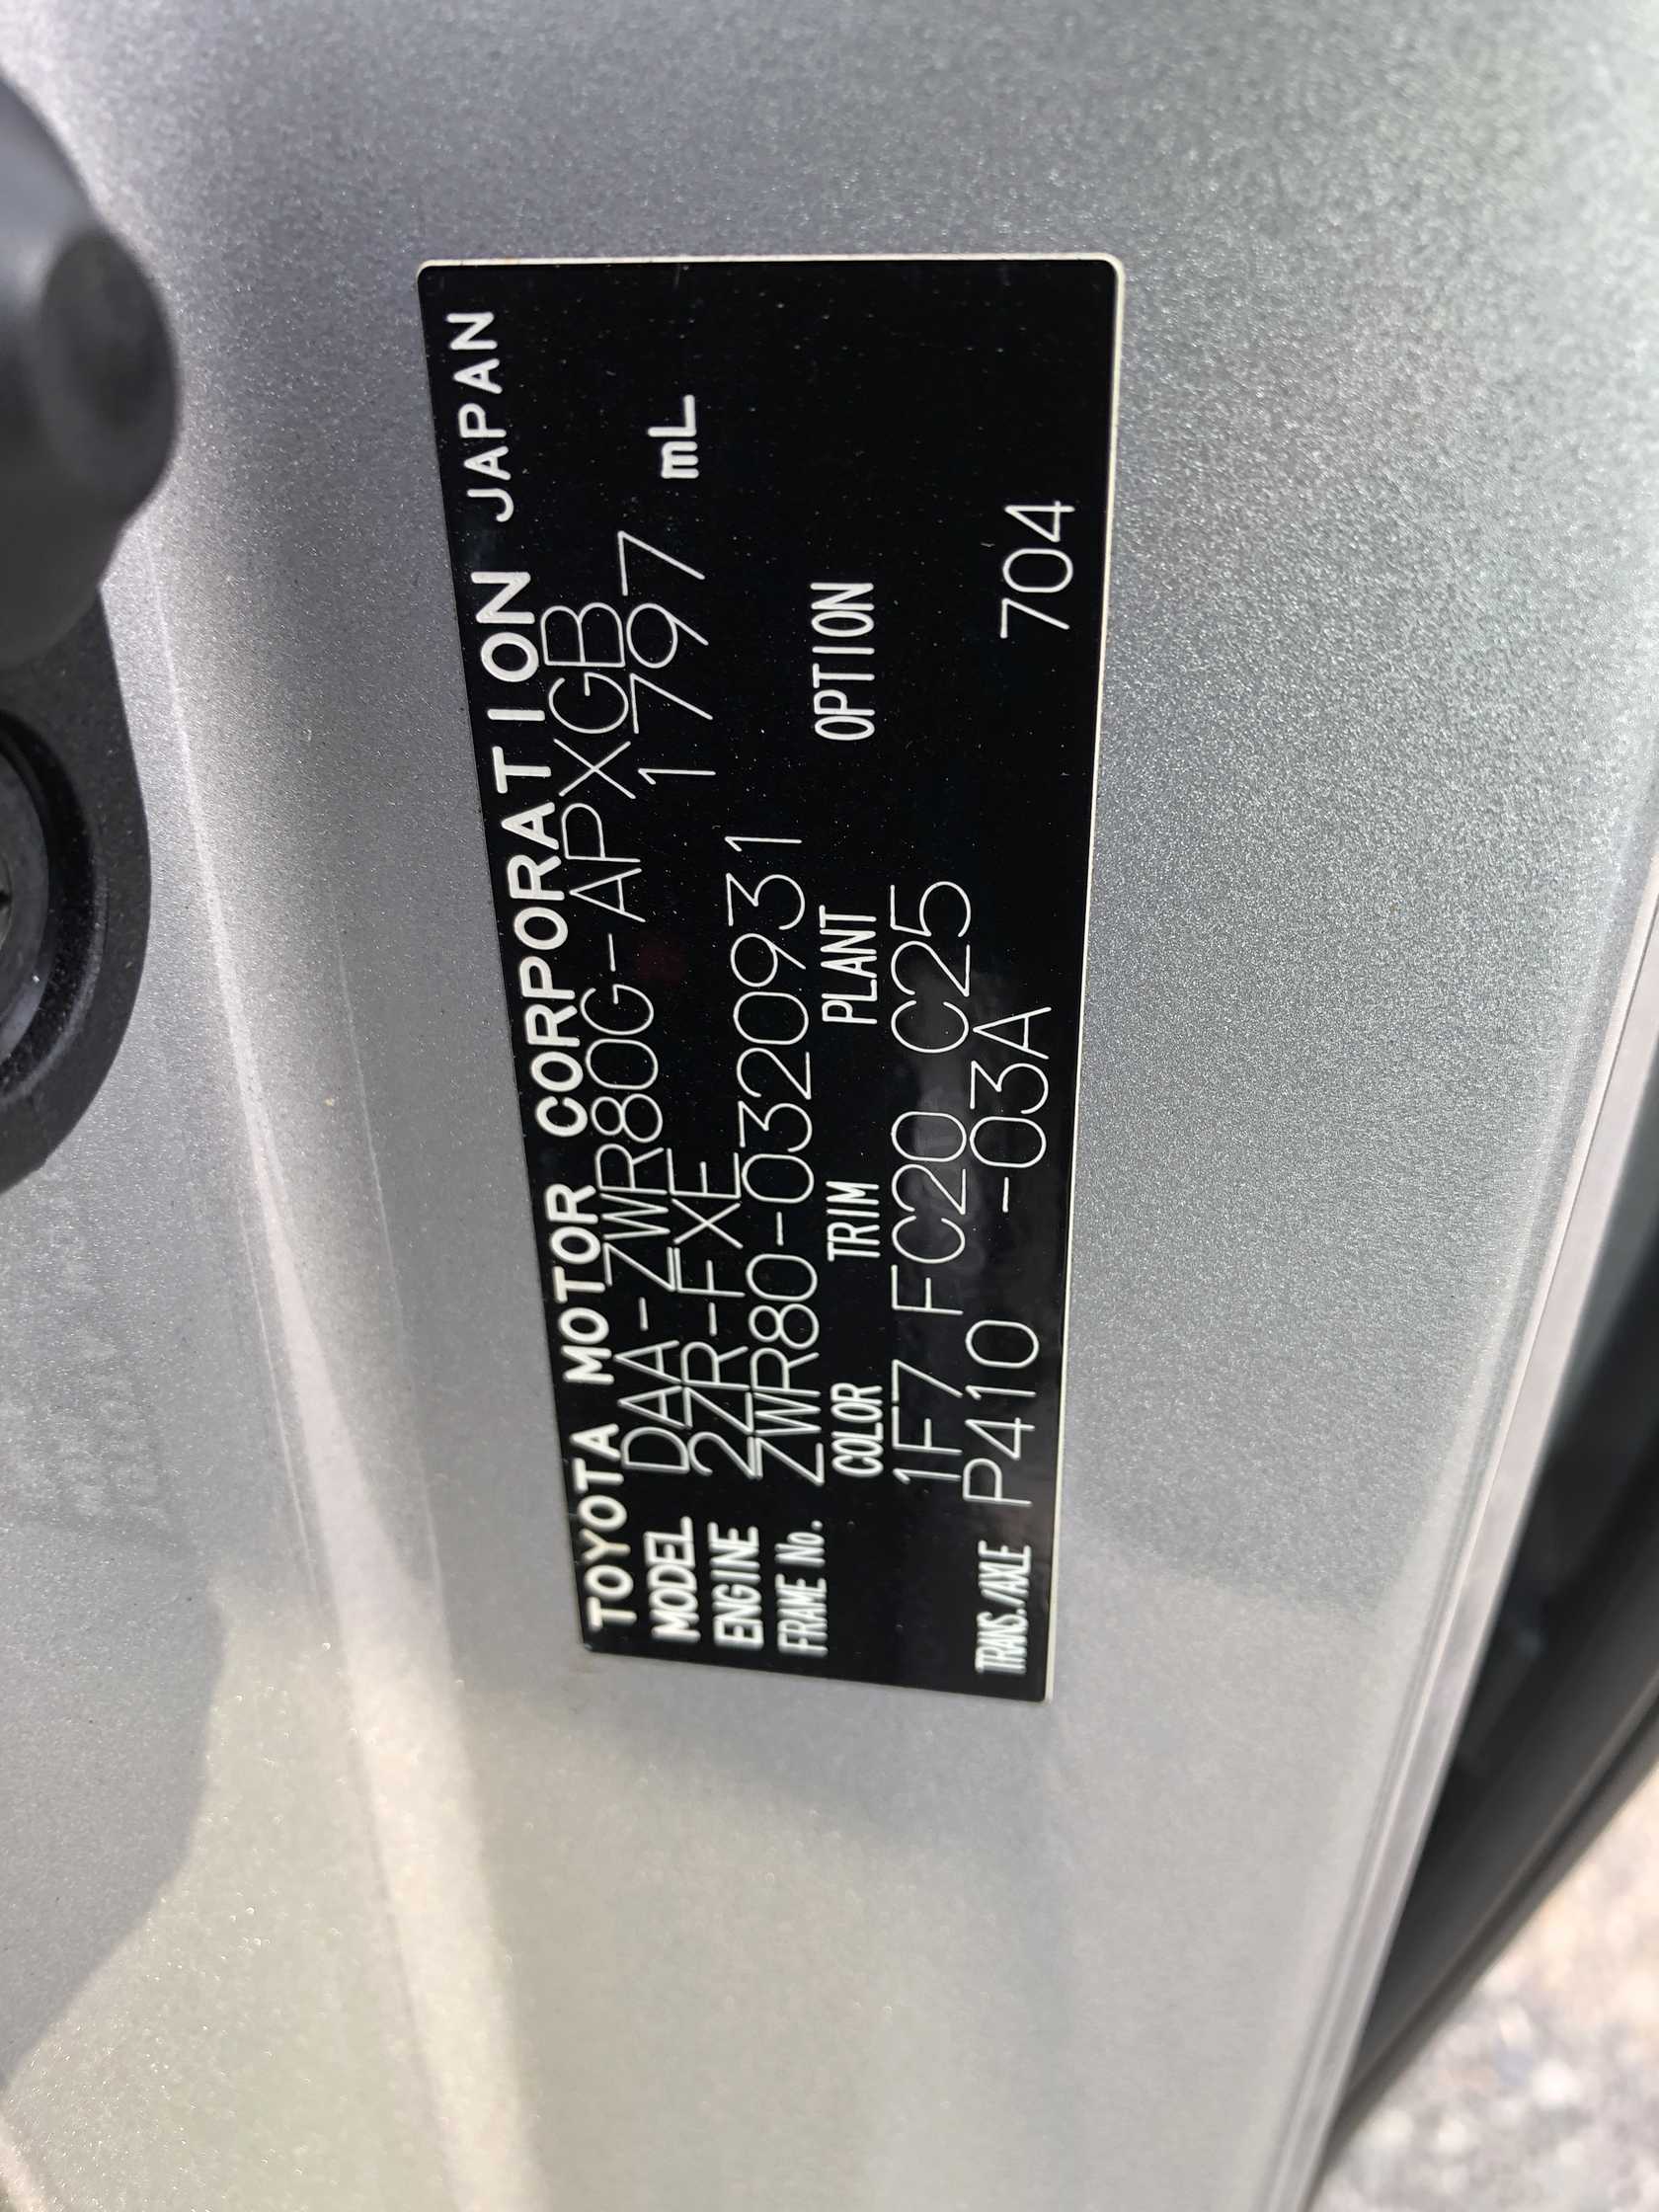 TOYOTA MOTOR CORPORATION JAPAN
MODEL DAA-ZWR80G-APXGB
ENGINE 2ZR-FXE 1797 mL
FRAME No. ZWR80-0320931
COLOR TRIM PLANT OPTION
1F7 FC20 C25
TRANS./AXLE P410 -03A 704